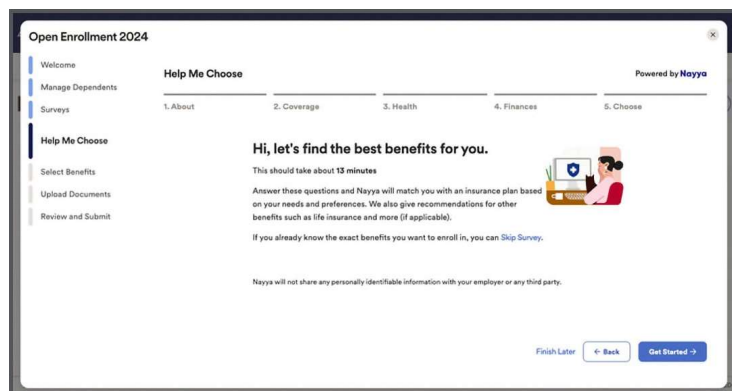 Open Enrollment 2024
Welcome
Manage Dependents
Surveys
Help Me Choose
Select Benefits
Upload Documents
Review and Submit
Help Me Choose
Powered by Nayya
1. About
2. Coverage
3. Health
4. Finances
5. Choose
Hi, let's find the best benefits for you.
This should take about 13 minutes
Answer these questions and Nayya will match you with an insurance plan based
on your needs and preferences. We also give recommendations for other
benefits such as life insurance and more (if applicable).
If you already know the exact benefits you want to enroll in, you can Skip Survey.
Nayya will not share any personally identifiable information with your employer or any third party.
Finish Later
← Back
Get Started →